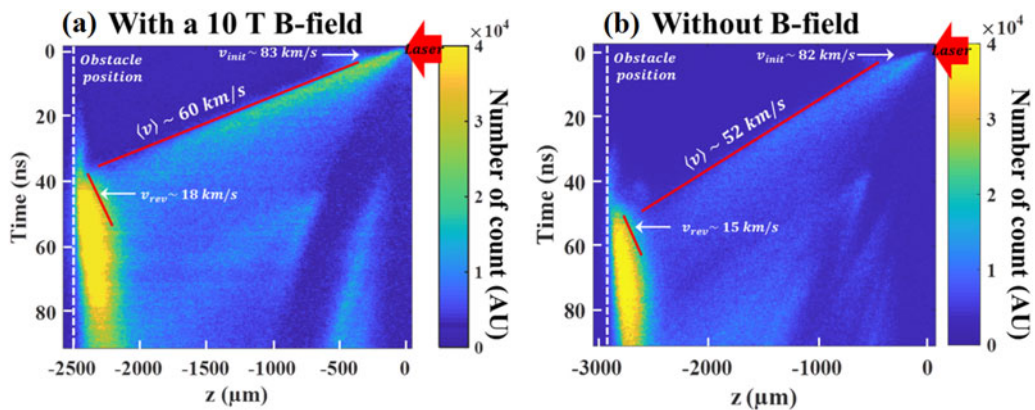 (a) With a 10 T B-field
Obstacle
position
v_init ~ 83 km/s
Laser
⟨v⟩ ~ 60 km/s
v_rev ~ 18 km/s
0
20
40
60
80
Time (ns)
-2500
-2000
-1500
-1000
-500
0
z (μm)
×10⁴
4
3
2
1
0
Number of count (AU)
(b) Without B-field
Obstacle
position
v_init ~ 82 km/s
Laser
⟨v⟩ ~ 52 km/s
v_rev ~ 15 km/s
0
20
40
60
80
Time (ns)
-3000
-2000
-1000
0
z (μm)
×10⁴
4
3
2
1
0
Number of count (AU)